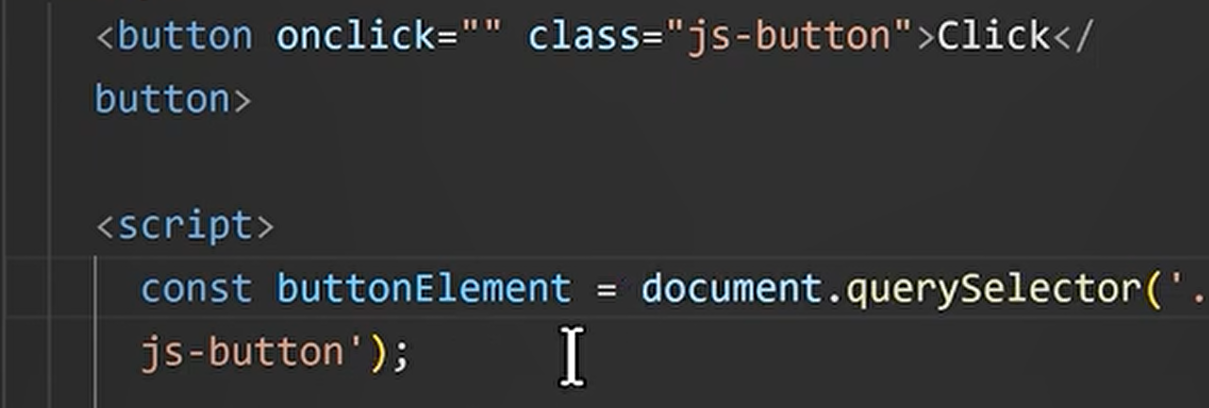 <button onclick="" class="js-button">Click</
button>
<script>
const buttonElement = document.querySelector('.
js-button');